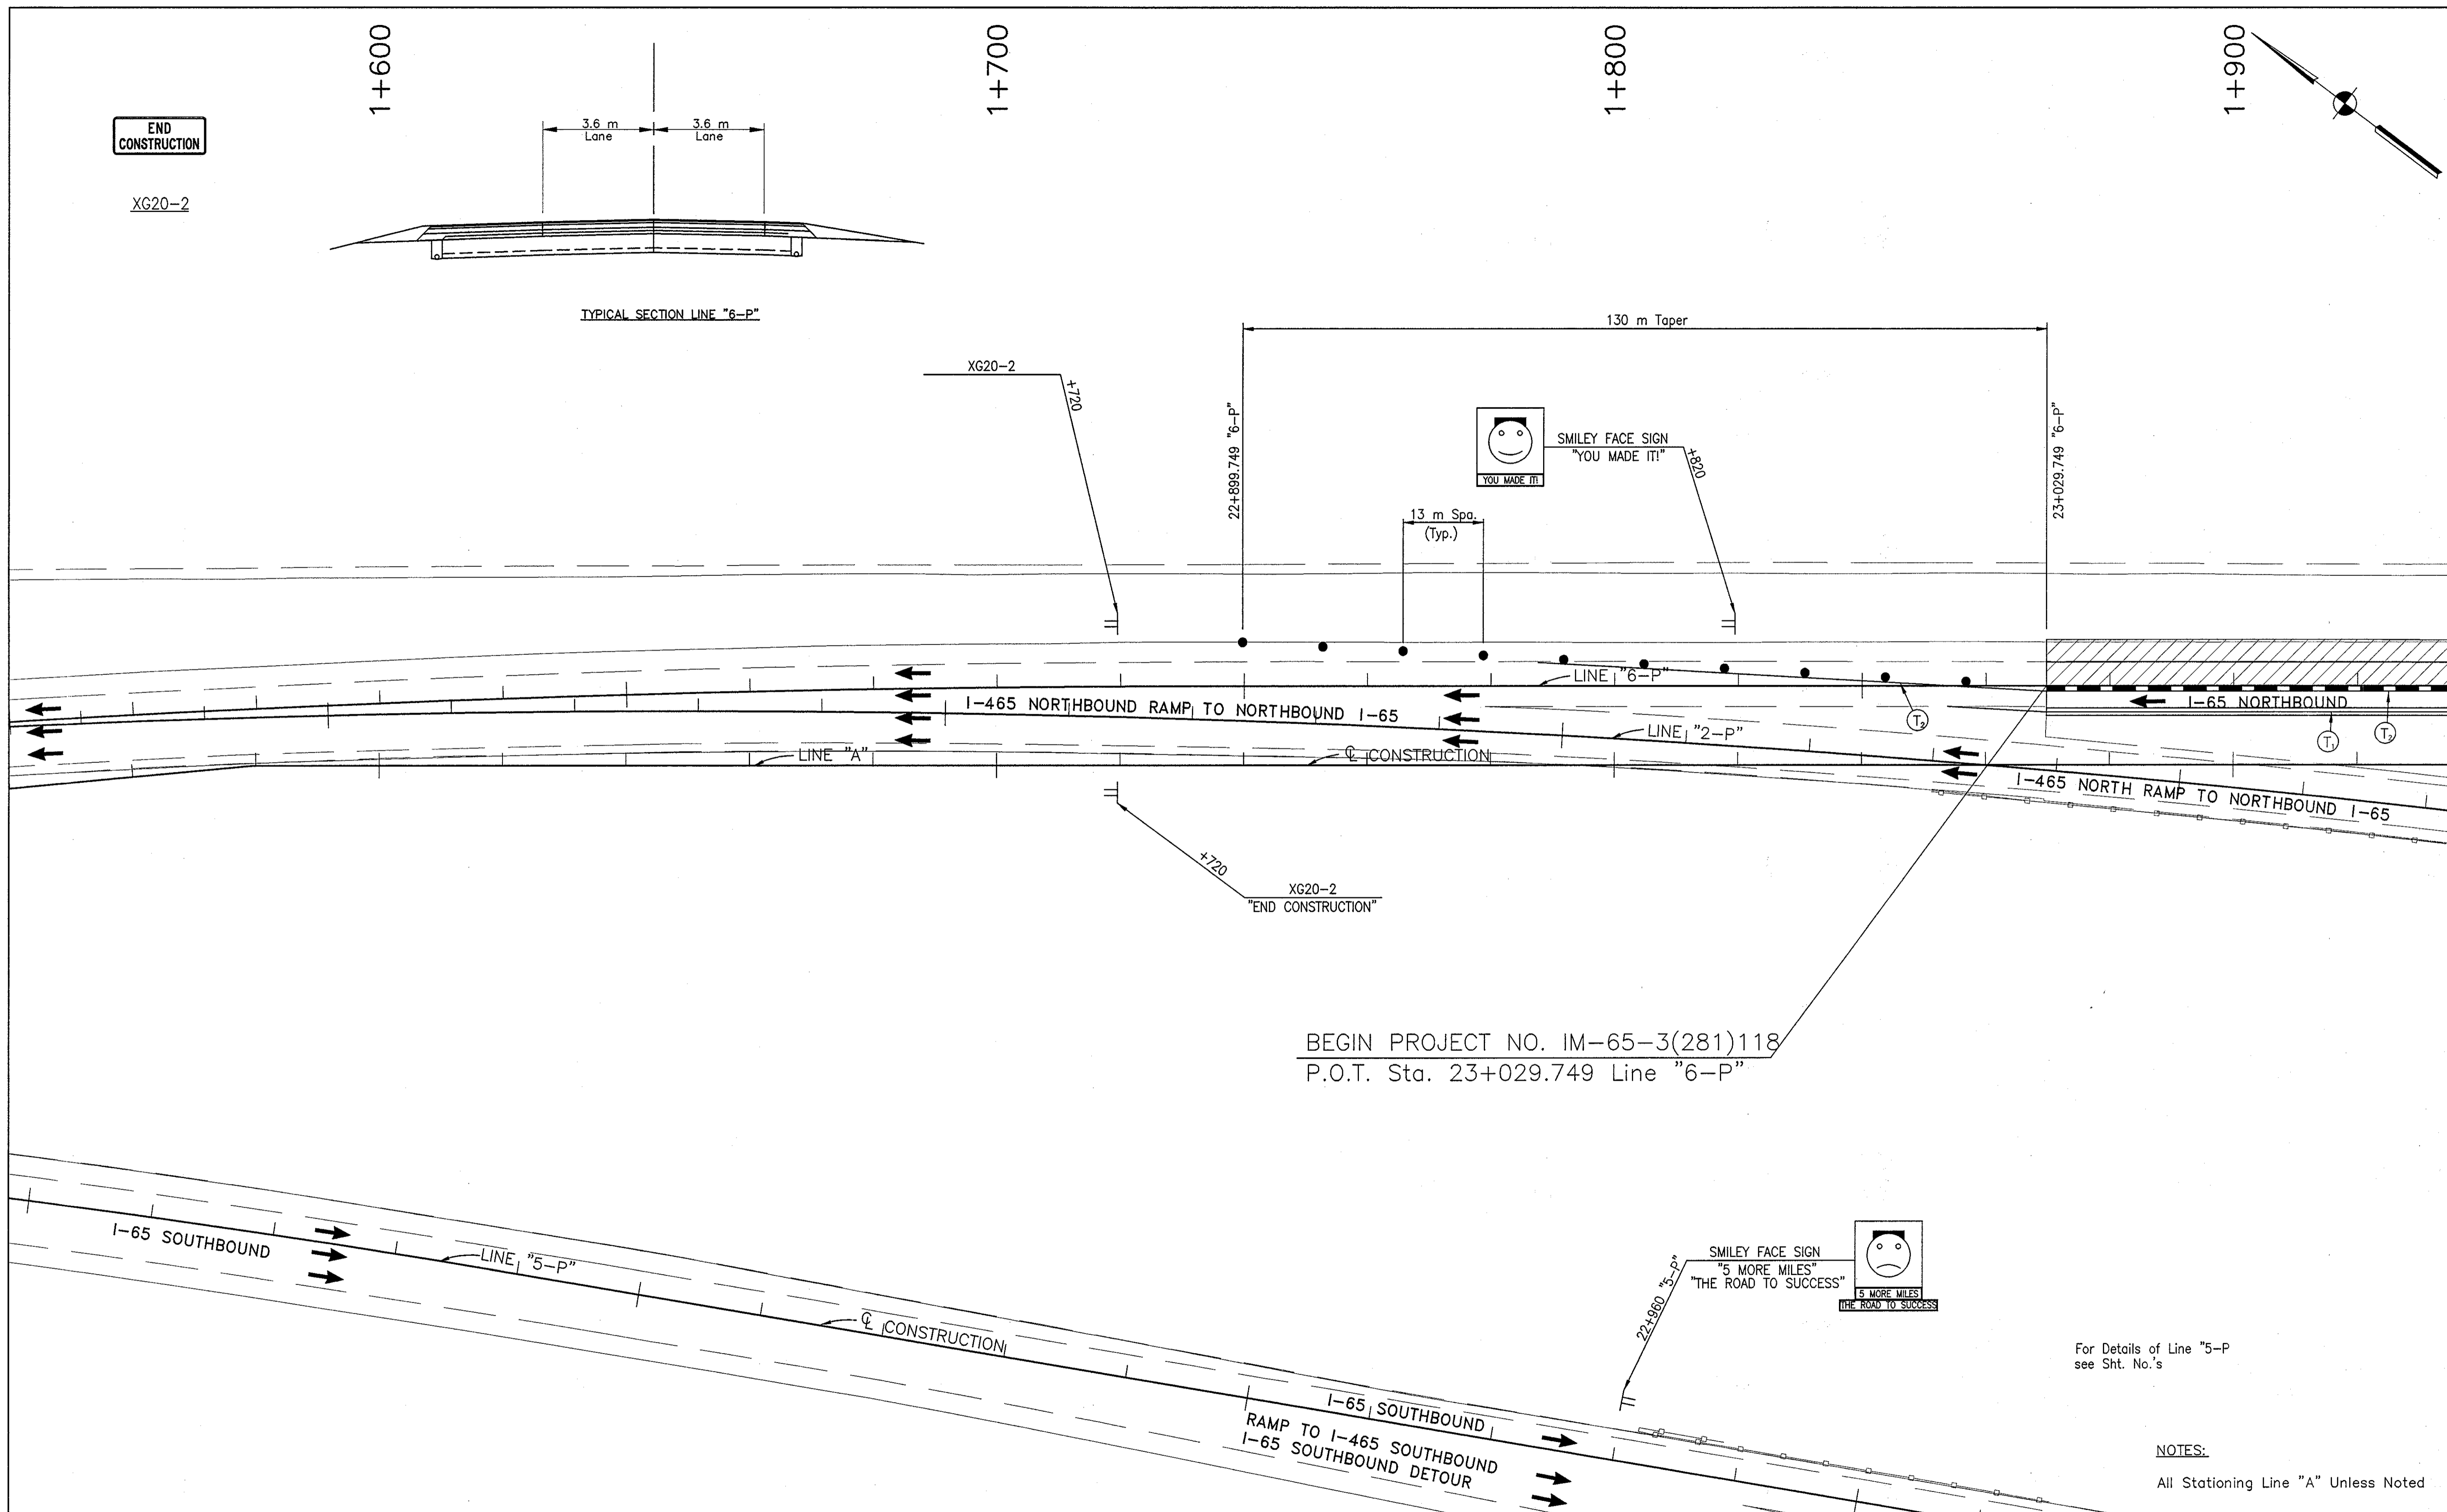 1+600
1+700
1+800
1+900
END
CONSTRUCTION
XG20-2
3.6 m
Lane
3.6 m
Lane
TYPICAL SECTION LINE "6-P"
130 m Taper
XG20-2
+720
22+899.749 "6-P"
YOU MADE IT!
SMILEY FACE SIGN
"YOU MADE IT!"
+820
23+029.749 "6-P"
13 m Spa.
(Typ.)
LINE "6-P"
I-465 NORTHBOUND RAMP TO NORTHBOUND I-65
I-65 NORTHBOUND
T2
LINE "2-P"
T1
T2
LINE "A"
℄ CONSTRUCTION
I-465 NORTH RAMP TO NORTHBOUND I-65
+720
XG20-2
"END CONSTRUCTION"
BEGIN PROJECT NO. IM-65-3(281)118
P.O.T. Sta. 23+029.749 Line "6-P"
I-65 SOUTHBOUND
LINE "5-P"
℄ CONSTRUCTION
22+960 "5-P"
SMILEY FACE SIGN
"5 MORE MILES"
"THE ROAD TO SUCCESS"
5 MORE MILES
THE ROAD TO SUCCESS
For Details of Line "5-P
see Sht. No.'s
I-65 SOUTHBOUND
RAMP TO I-465 SOUTHBOUND
I-65 SOUTHBOUND DETOUR
NOTES:
All Stationing Line "A" Unless Noted